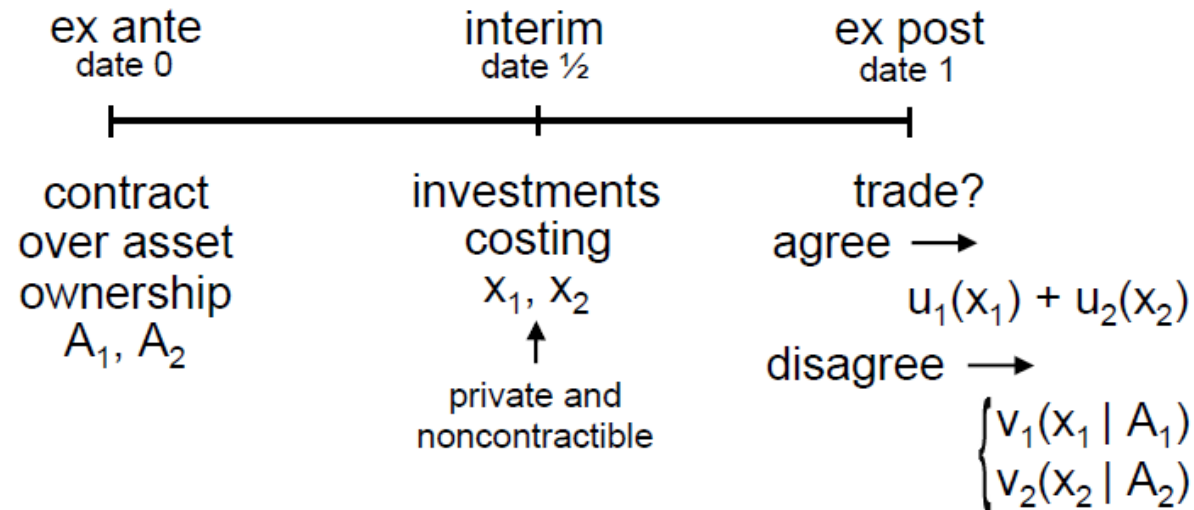 ex ante
date 0
interim
date ½
ex post
date 1
contract
over asset
ownership
A₁, A₂
investments
costing
x₁, x₂
private and
noncontractible
trade?
agree →
u₁(x₁) + u₂(x₂)
disagree →
v₁(x₁ | A₁)
v₂(x₂ | A₂)